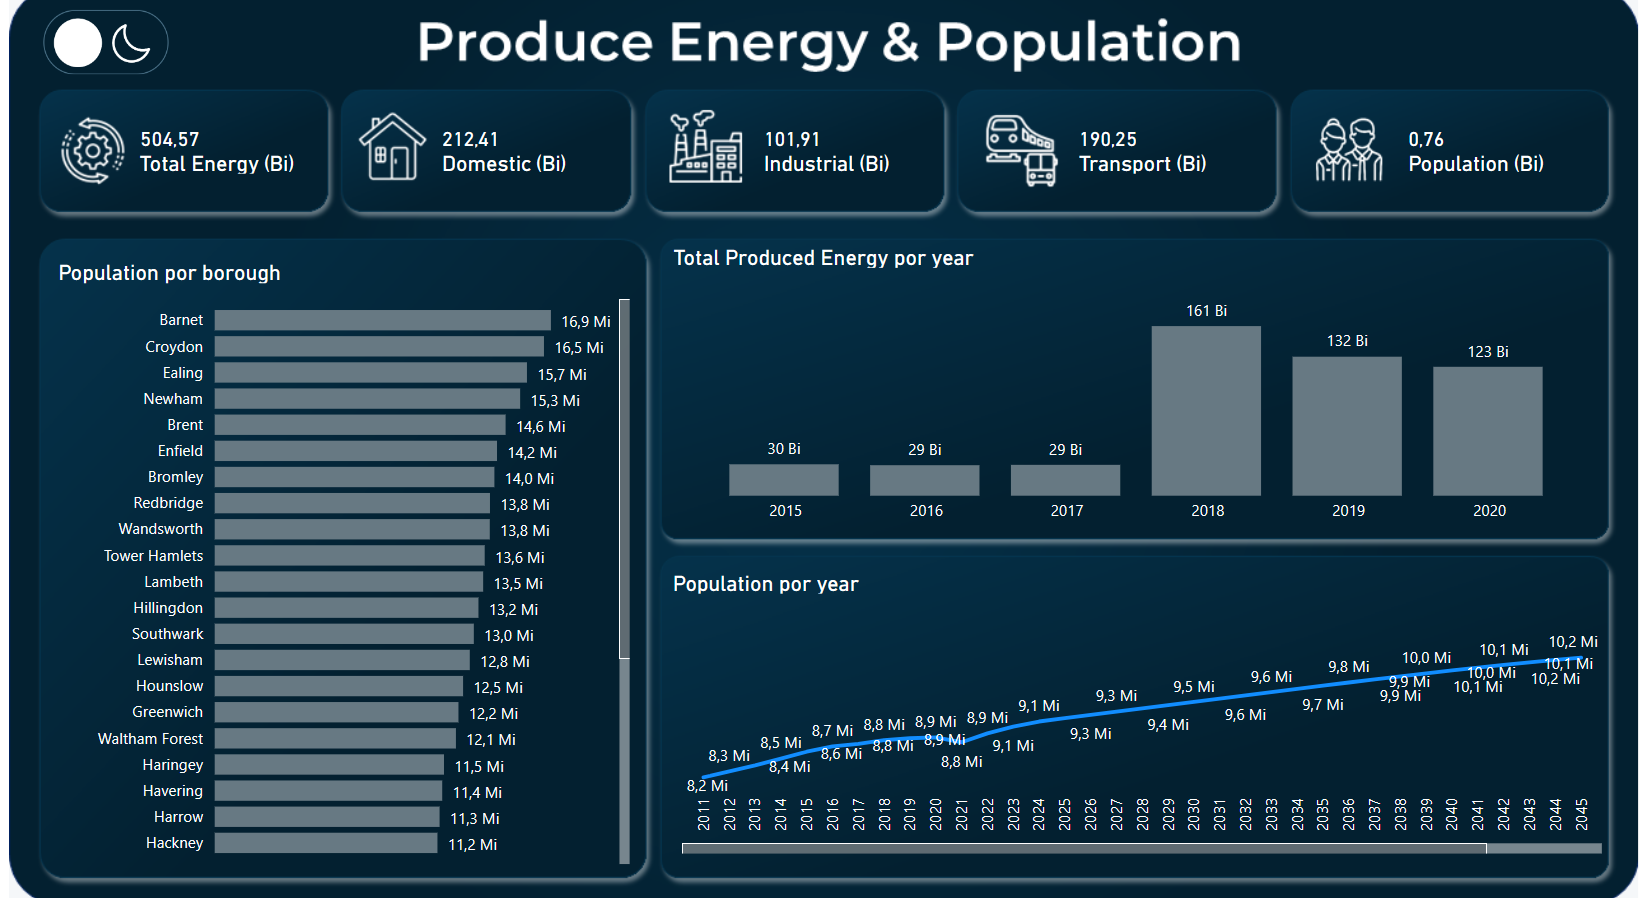 Produce Energy & Population
504,57
Total Energy (Bi)
212,41
Domestic (Bi)
101,91
Industrial (Bi)
190,25
Transport (Bi)
0,76
Population (Bi)
Population por borough
Barnet 16,9 Mi
Croydon 16,5 Mi
Ealing 15,7 Mi
Newham 15,3 Mi
Brent 14,6 Mi
Enfield 14,2 Mi
Bromley 14,0 Mi
Redbridge 13,8 Mi
Wandsworth 13,8 Mi
Tower Hamlets 13,6 Mi
Lambeth 13,5 Mi
Hillingdon 13,2 Mi
Southwark 13,0 Mi
Lewisham 12,8 Mi
Hounslow 12,5 Mi
Greenwich 12,2 Mi
Waltham Forest 12,1 Mi
Haringey 11,5 Mi
Havering 11,4 Mi
Harrow 11,3 Mi
Hackney 11,2 Mi
Total Produced Energy por year
30 Bi
29 Bi
29 Bi
161 Bi
132 Bi
123 Bi
2015 2016 2017 2018 2019 2020
Population por year
8,2 Mi
8,3 Mi
8,4 Mi
8,5 Mi
8,7 Mi
8,6 Mi
8,8 Mi
8,8 Mi
8,9 Mi
8,9 Mi
8,8 Mi
8,9 Mi
9,1 Mi
9,1 Mi
9,3 Mi
9,3 Mi
9,4 Mi
9,5 Mi
9,6 Mi
9,6 Mi
9,7 Mi
9,8 Mi
9,9 Mi
9,9 Mi
10,0 Mi
10,1 Mi
10,0 Mi
10,1 Mi
10,2 Mi
10,1 Mi
10,2 Mi
2011 2012 2013 2014 2015 2016 2017 2018 2019 2020 2021 2022 2023 2024 2025 2026 2027 2028 2029 2030 2031 2032 2033 2034 2035 2036 2037 2038 2039 2040 2041 2042 2043 2044 2045